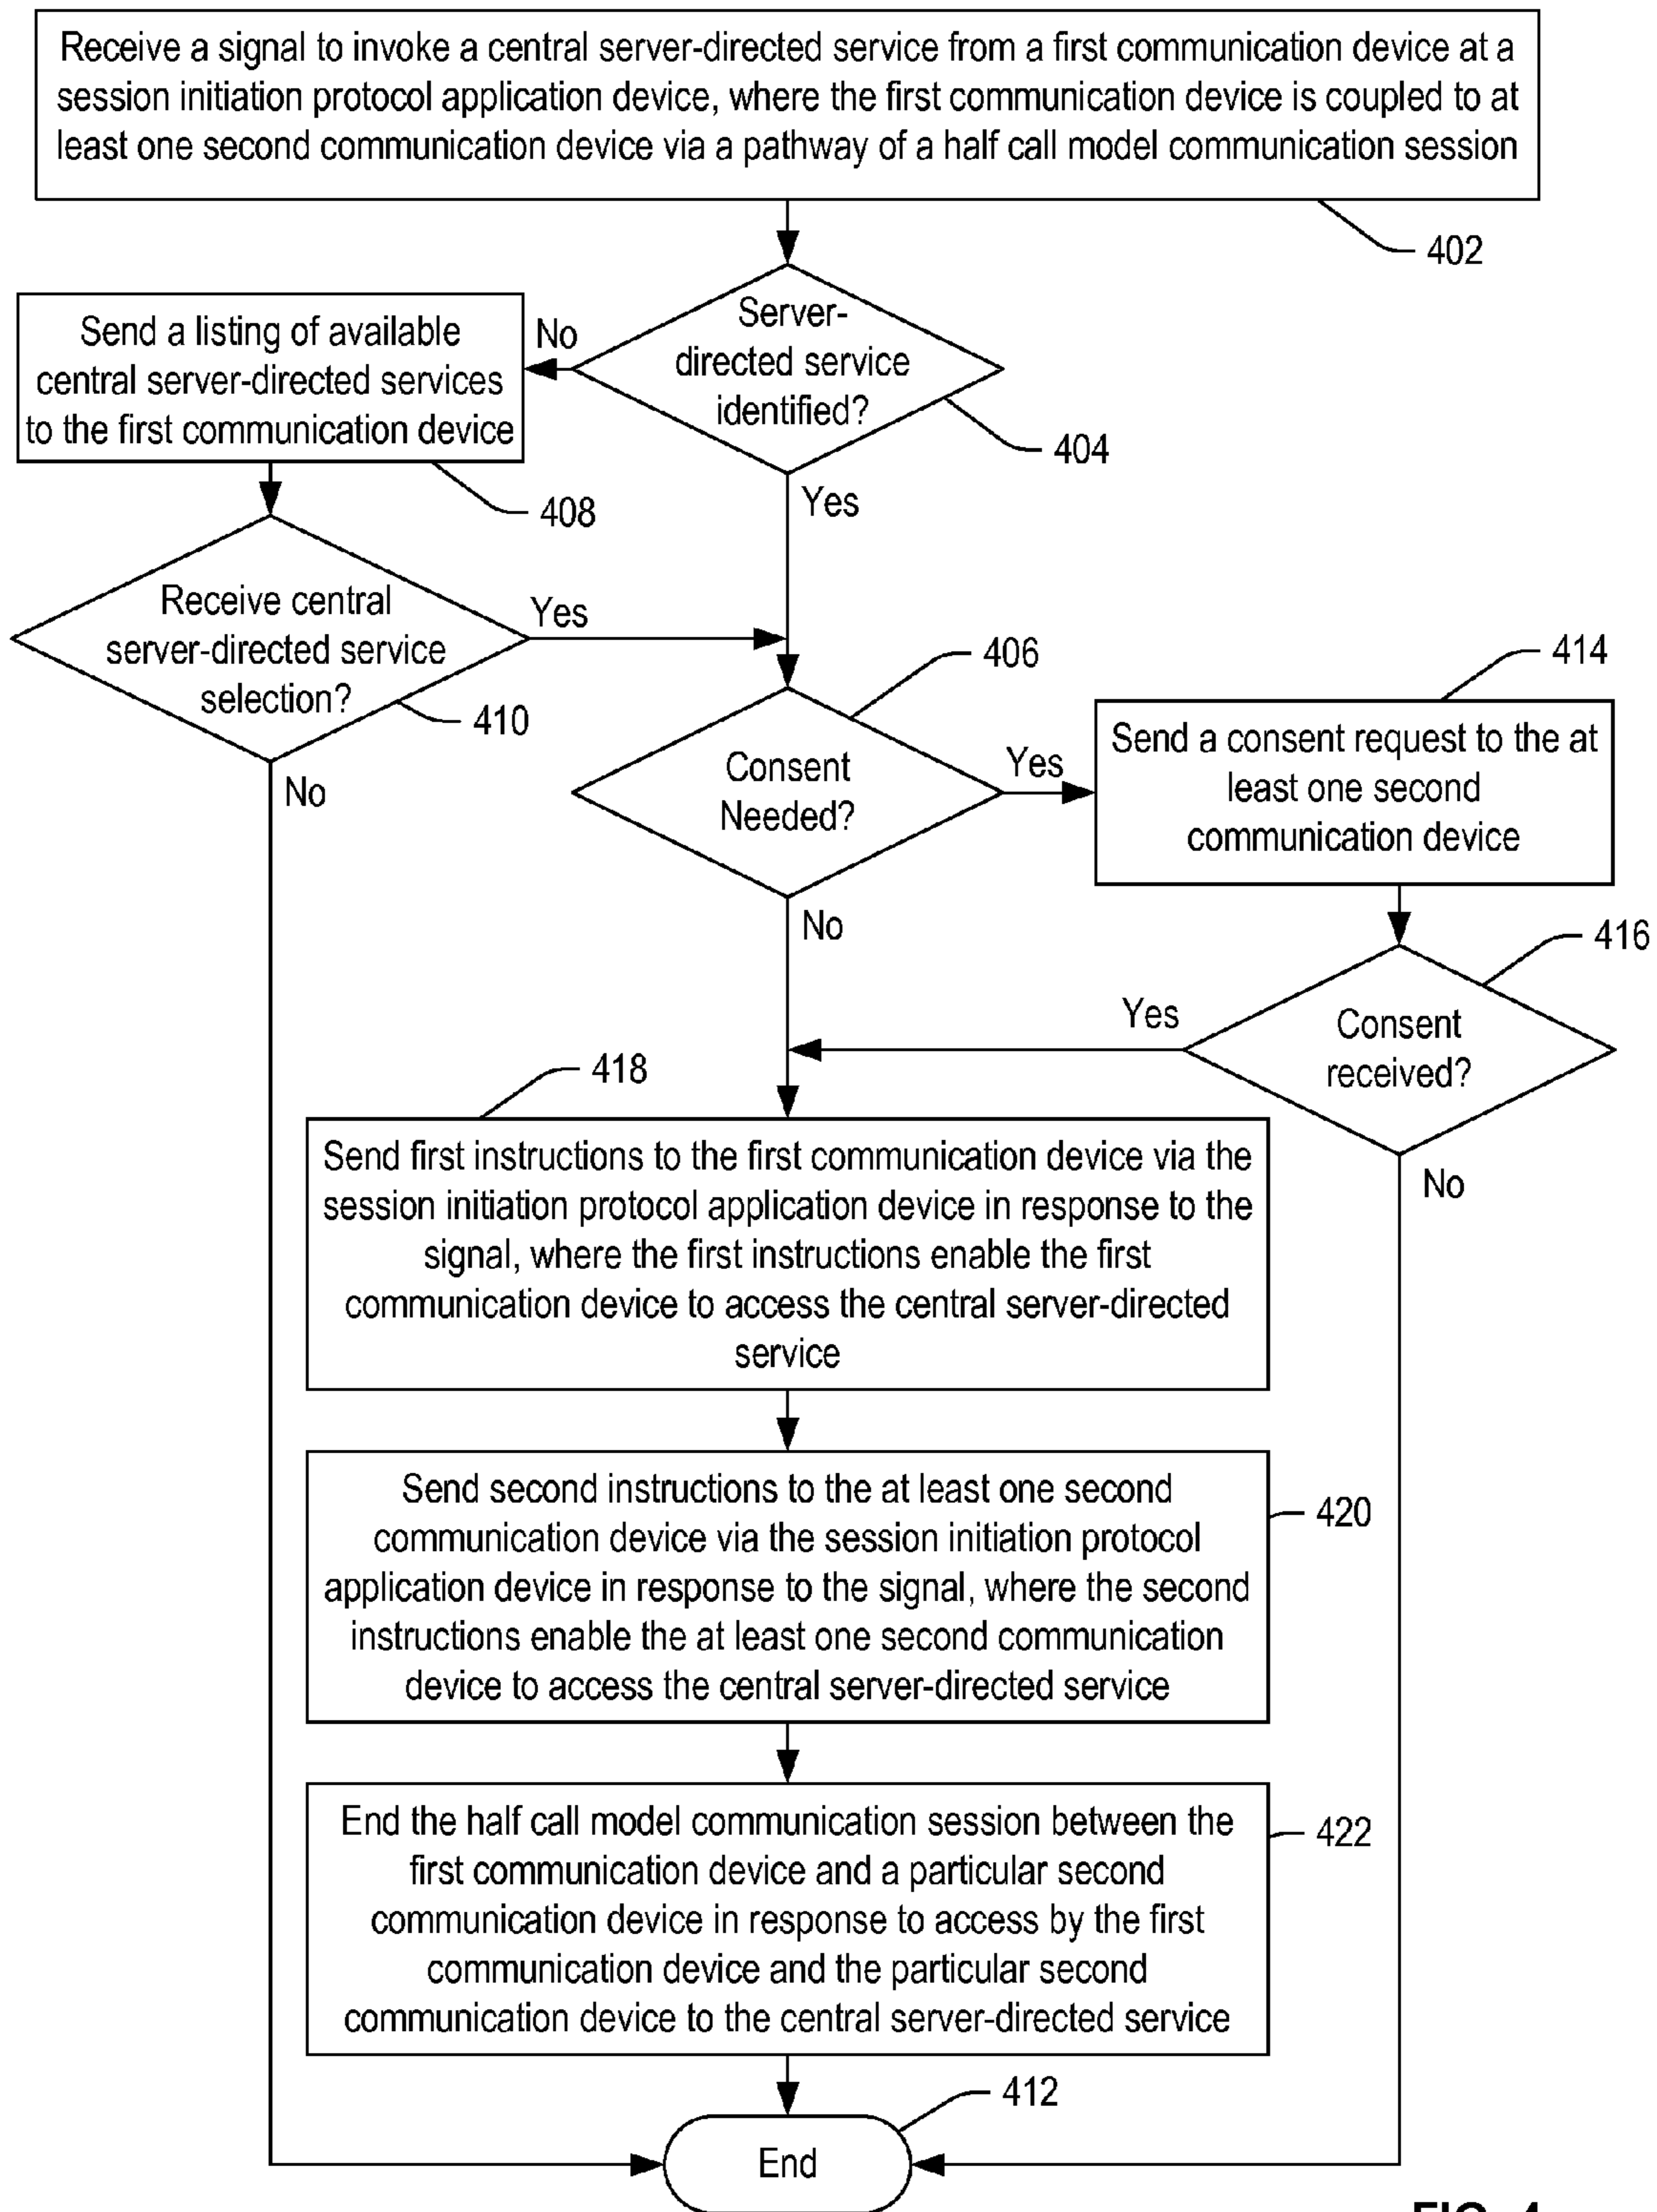 Receive a signal to invoke a central server-directed service from a first communication device at a
session initiation protocol application device, where the first communication device is coupled to at
least one second communication device via a pathway of a half call model communication session
402
Server-
directed service
identified?
404
No
Yes
Send a listing of available
central server-directed services
to the first communication device
408
Receive central
server-directed service
selection?
410
Yes
No
406
Consent
Needed?
Yes
No
414
Send a consent request to the at
least one second
communication device
416
Consent
received?
Yes
No
418
Send first instructions to the first communication device via the
session initiation protocol application device in response to the
signal, where the first instructions enable the first
communication device to access the central server-directed
service
Send second instructions to the at least one second
communication device via the session initiation protocol
application device in response to the signal, where the second
instructions enable the at least one second communication
device to access the central server-directed service
420
End the half call model communication session between the
first communication device and a particular second
communication device in response to access by the first
communication device and the particular second
communication device to the central server-directed service
422
412
End